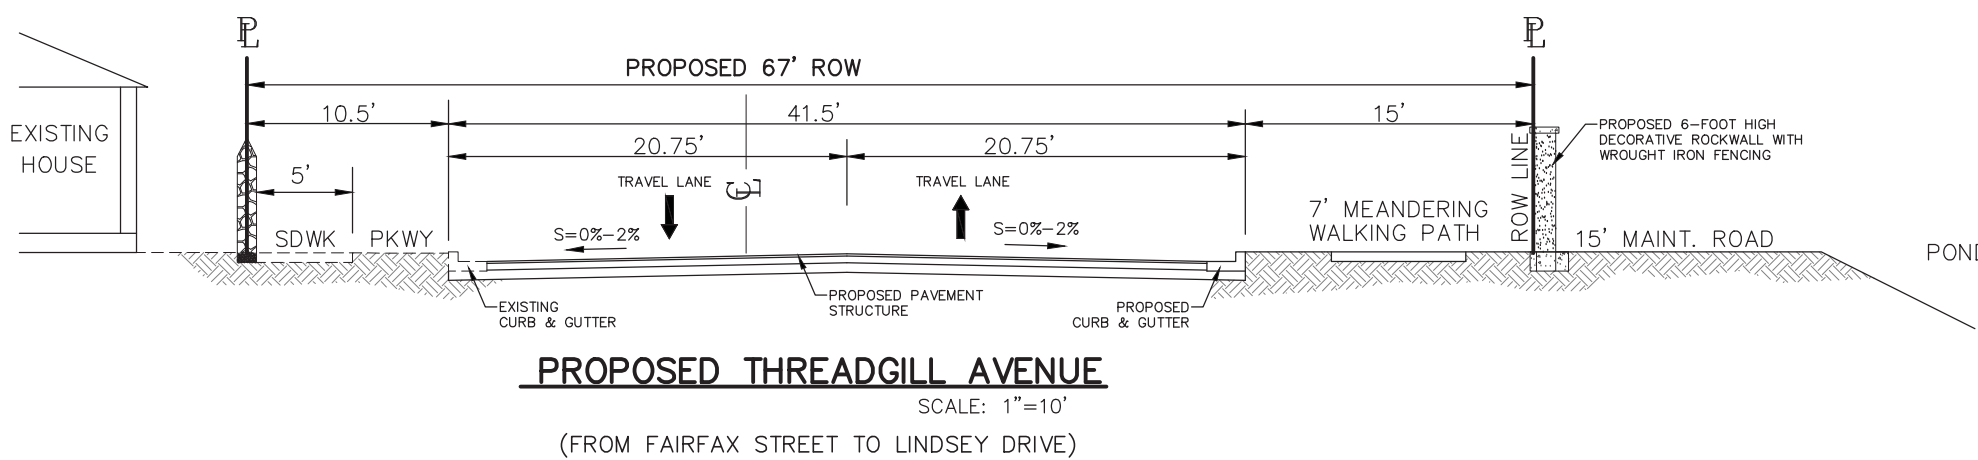 PL
PL
PROPOSED 67' ROW
10.5'
41.5'
15'
EXISTING
HOUSE
20.75'
20.75'
5'
TRAVEL LANE
CL
TRAVEL LANE
PROPOSED 6-FOOT HIGH
DECORATIVE ROCKWALL WITH
WROUGHT IRON FENCING
ROW LINE
7' MEANDERING
WALKING PATH
SDWK
PKWY
S=0%-2%
S=0%-2%
15' MAINT. ROAD
POND
EXISTING
CURB & GUTTER
PROPOSED PAVEMENT
STRUCTURE
PROPOSED
CURB & GUTTER
PROPOSED THREADGILL AVENUE
SCALE: 1"=10'
(FROM FAIRFAX STREET TO LINDSEY DRIVE)